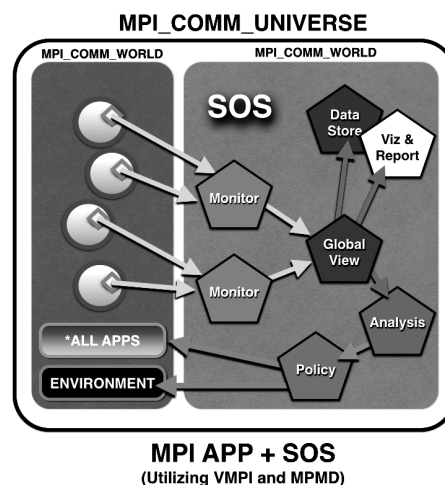 MPI_COMM_UNIVERSE
MPI_COMM_WORLD
MPI_COMM_WORLD
SOS
Data
Store
Viz &
Report
Monitor
Global
View
Monitor
Analysis
*ALL APPS
Policy
ENVIRONMENT
MPI APP + SOS
(Utilizing VMPI and MPMD)